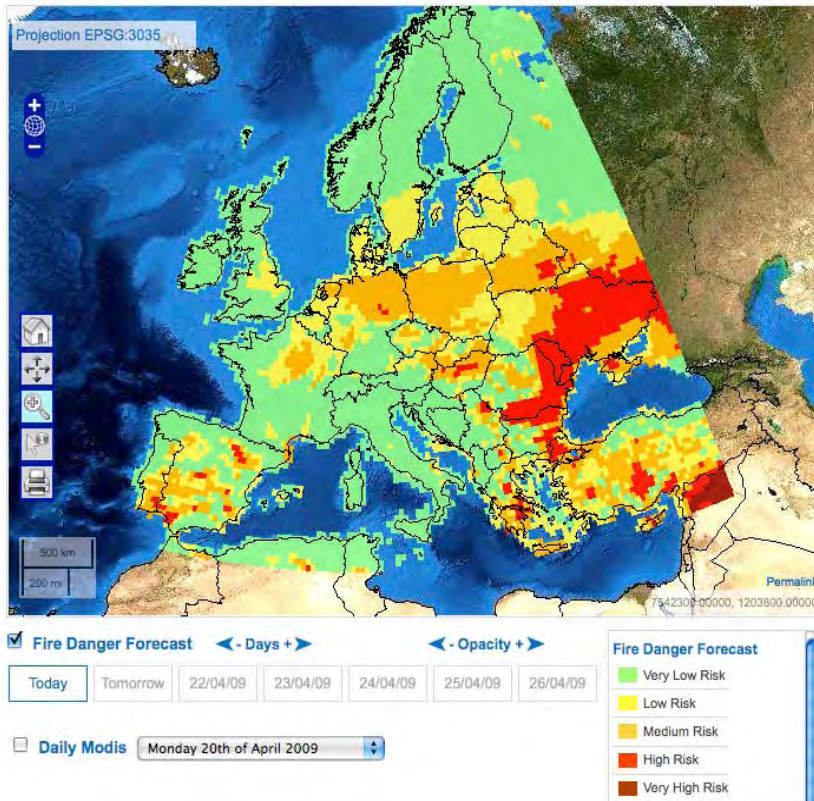 Projection EPSG:3035
+
−
500 km
200 mi
Permalink
7542300.00000, 1203800.00000
Fire Danger Forecast
- Days +
- Opacity +
Today
Tomorrow
22/04/09
23/04/09
24/04/09
25/04/09
26/04/09
Daily Modis
Monday 20th of April 2009
Fire Danger Forecast
Very Low Risk
Low Risk
Medium Risk
High Risk
Very High Risk